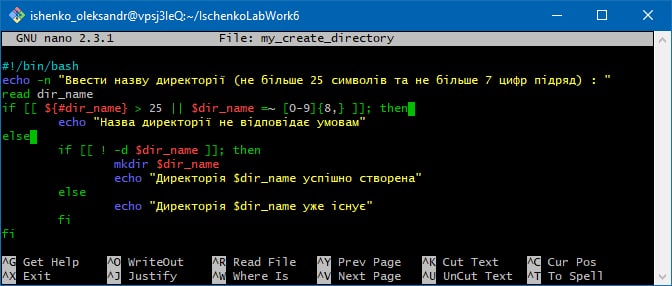 ishenko_oleksandr@vpsj3leQ:~/IschenkoLabWork6
GNU nano 2.3.1 File: my_create_directory
#!/bin/bash
echo -n "Ввести назву директорії (не більше 25 символів та не більше 7 цифр підряд) : "
read dir_name
if [[ ${#dir_name} > 25 || $dir_name =~ [0-9]{8,} ]]; then
echo "Назва директорії не відповідає умовам"
else
if [[ ! -d $dir_name ]]; then
mkdir $dir_name
echo "Директорія $dir_name успішно створена"
else
echo "Директорія $dir_name уже існує"
fi
fi
^G Get Help ^O WriteOut ^R Read File ^Y Prev Page ^K Cut Text ^C Cur Pos
^X Exit ^J Justify ^W Where Is ^V Next Page ^U UnCut Text ^T To Spell